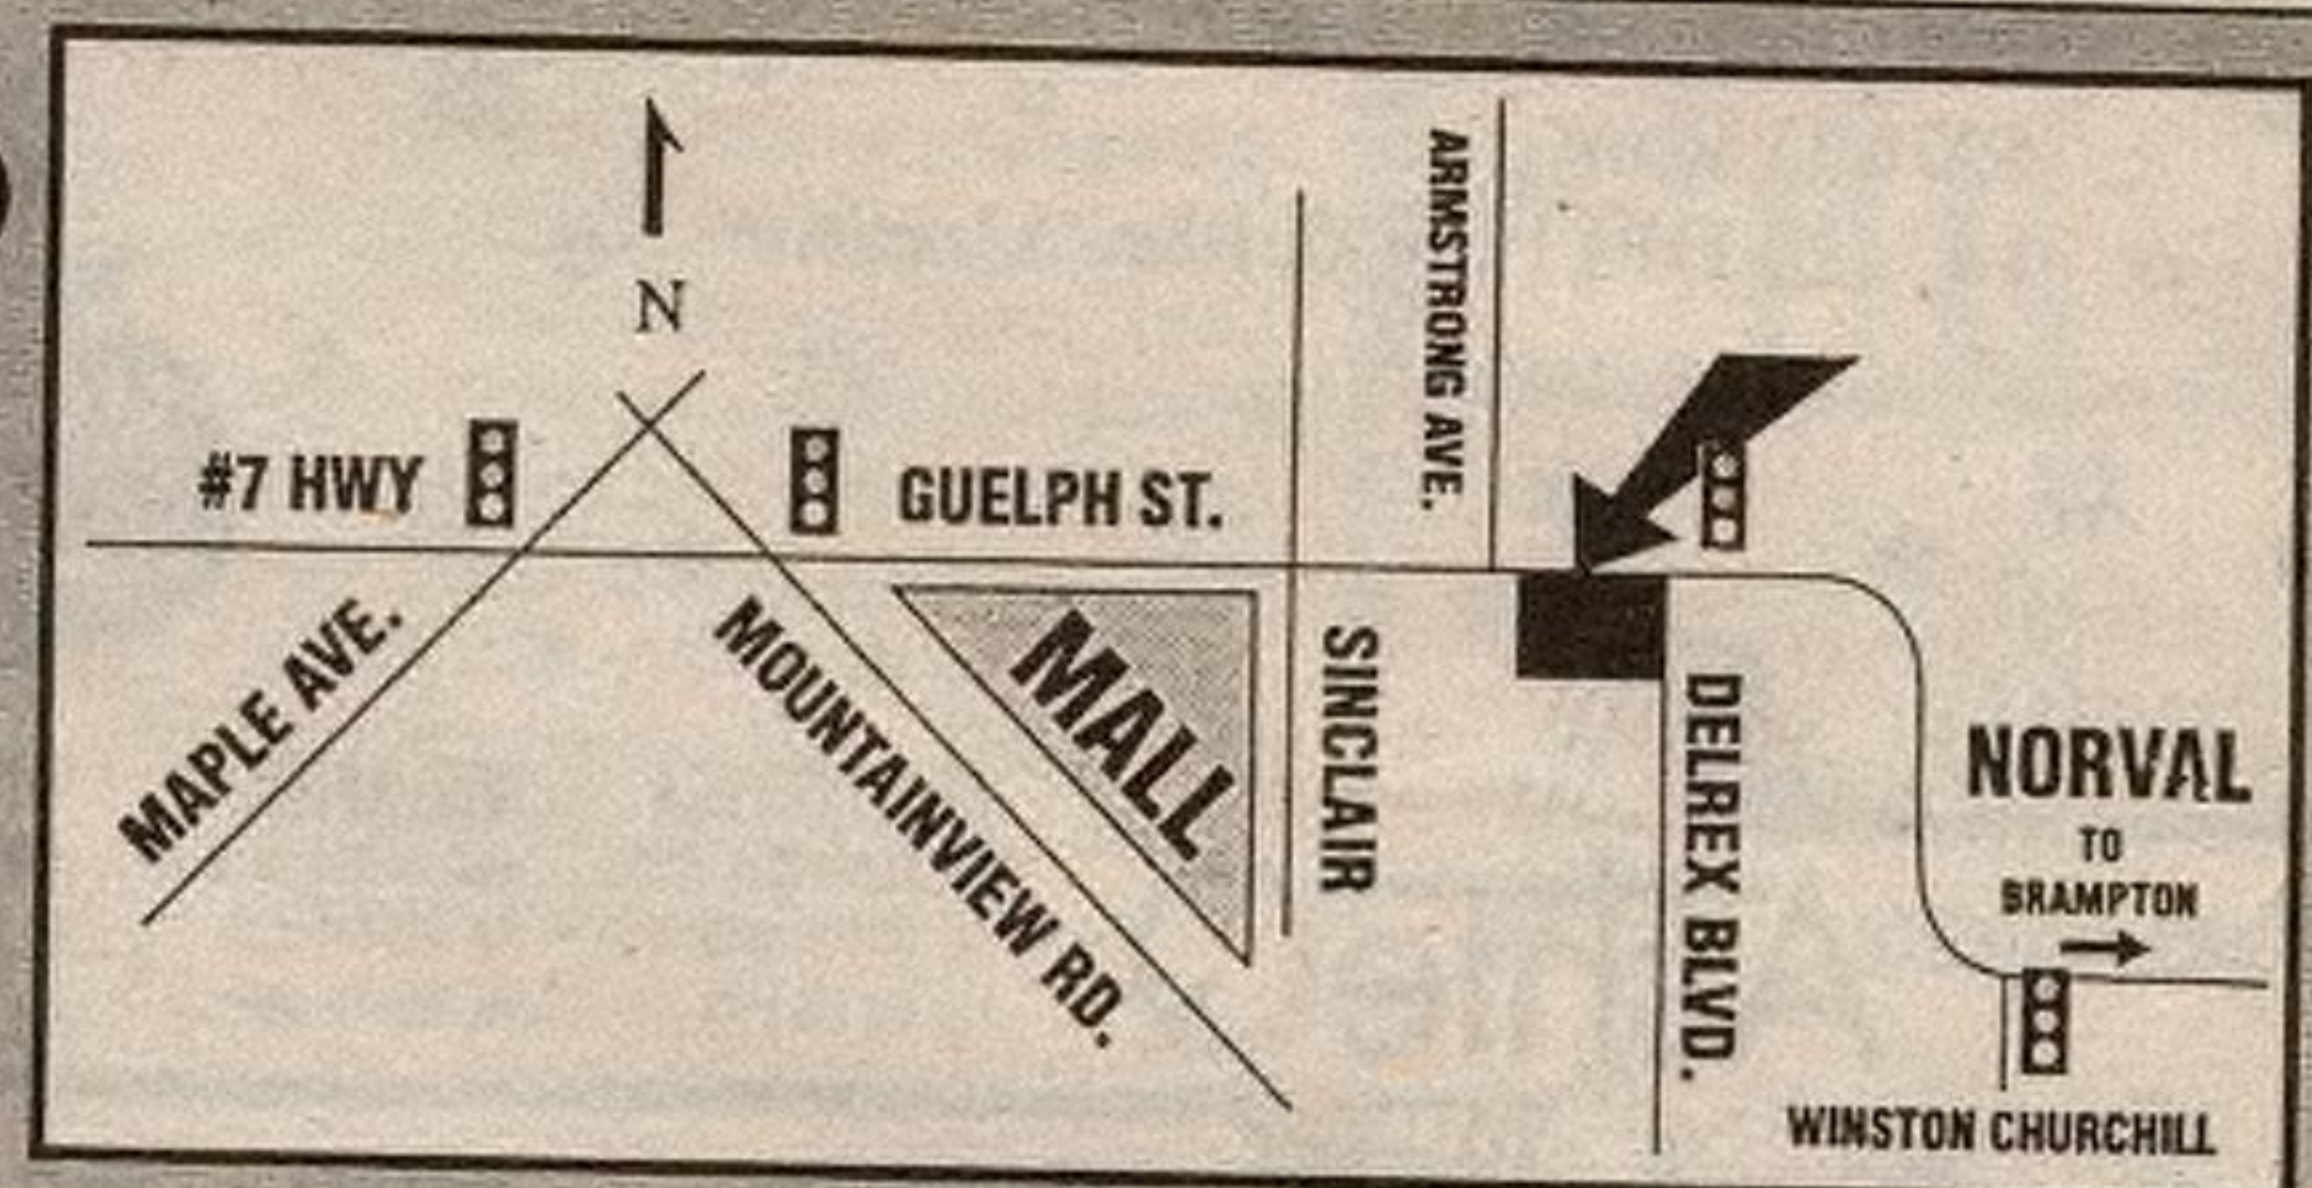 N
ARMSTRONG AVE.
#7 HWY
GUELPH ST.
MAPLE AVE.
MOUNTAINVIEW RD.
MALL
SINCLAIR
DELREX BLVD.
NORVAL
TO
BRAMPTON
WINSTON CHURCHILL